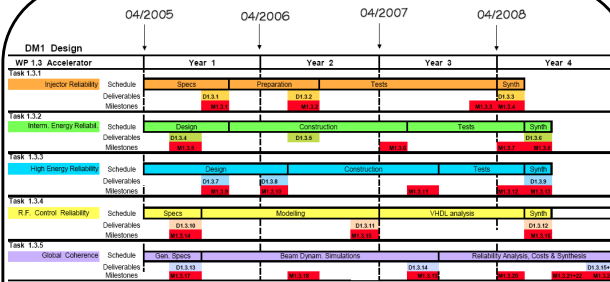 04/2005 04/2006 04/2007 04/2008
DM1 Design
WP 1.3 Accelerator Year 1 Year 2 Year 3 Year 4
Task 1.3.1
Injector Reliability Schedule Specs Preparation Tests Synth
Deliverables D1.3.1 D1.3.2 D1.3.3
Milestones M1.3.1 M1.3.2 M1.3.3 M1.3.4
Task 1.3.2
Interm. Energy Reliabil. Schedule Design Construction Tests Synth
Deliverables D1.3.4 D1.3.5 D1.3.6
Milestones M1.3.5 M1.3.6 M1.3.7 M1.3.8
Task 1.3.3
High Energy Reliability Schedule Design Construction Tests Synth
Deliverables D1.3.7 D1.3.8 D1.3.9
Milestones M1.3.9 M1.3.10 M1.3.11 M1.3.12 M1.3.13
Task 1.3.4
R.F. Control Reliability Schedule Specs Modelling VHDL analysis Synth
Deliverables D1.3.10 D1.3.11 D1.3.12
Milestones M1.3.14 M1.3.15 M1.3.16
Task 1.3.5
Global Coherence Schedule Gen. Specs Beam Dynam. Simulations Reliability Analysis, Costs & Synthesis
Deliverables D1.3.13 D1.3.14 D1.3.15+
Milestones M1.3.17 M1.3.18 M1.3.19 M1.3.20 M1.3.21+22